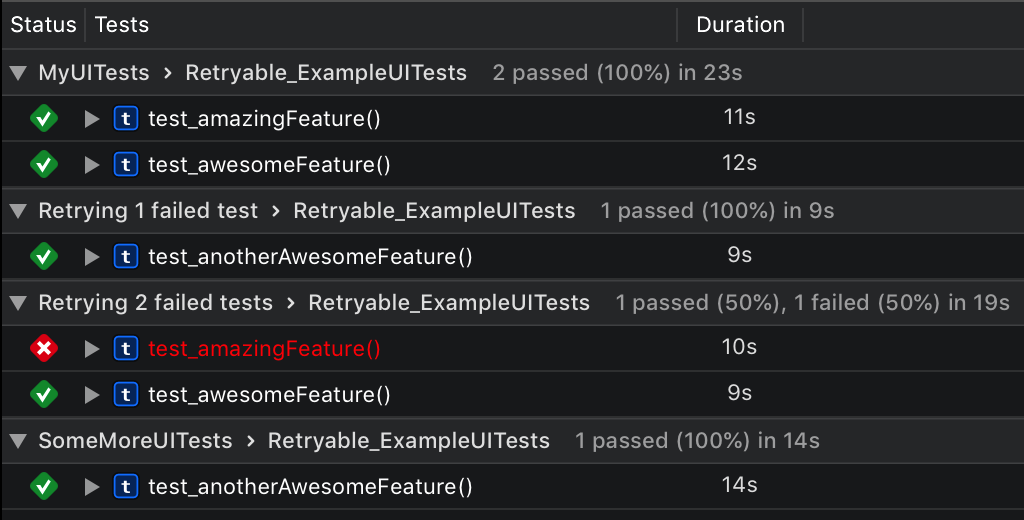 Status Tests Duration
MyUITests > Retryable_ExampleUITests 2 passed (100%) in 23s
t test_amazingFeature() 11s
t test_awesomeFeature() 12s
Retrying 1 failed test > Retryable_ExampleUITests 1 passed (100%) in 9s
t test_anotherAwesomeFeature() 9s
Retrying 2 failed tests > Retryable_ExampleUITests 1 passed (50%), 1 failed (50%) in 19s
t test_amazingFeature() 10s
t test_awesomeFeature() 9s
SomeMoreUITests > Retryable_ExampleUITests 1 passed (100%) in 14s
t test_anotherAwesomeFeature() 14s